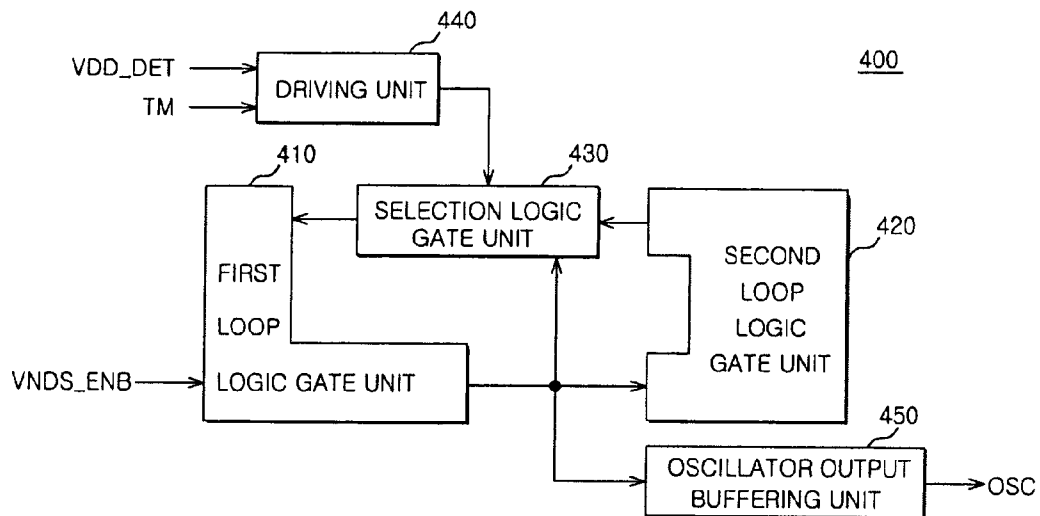 440
VDD_DET
TM
DRIVING UNIT
400
410
430
SELECTION LOGIC
GATE UNIT
420
FIRST
LOOP
LOGIC GATE UNIT
SECOND
LOOP
LOGIC
GATE UNIT
VNDS_ENB
450
OSCILLATOR OUTPUT
BUFFERING UNIT
OSC